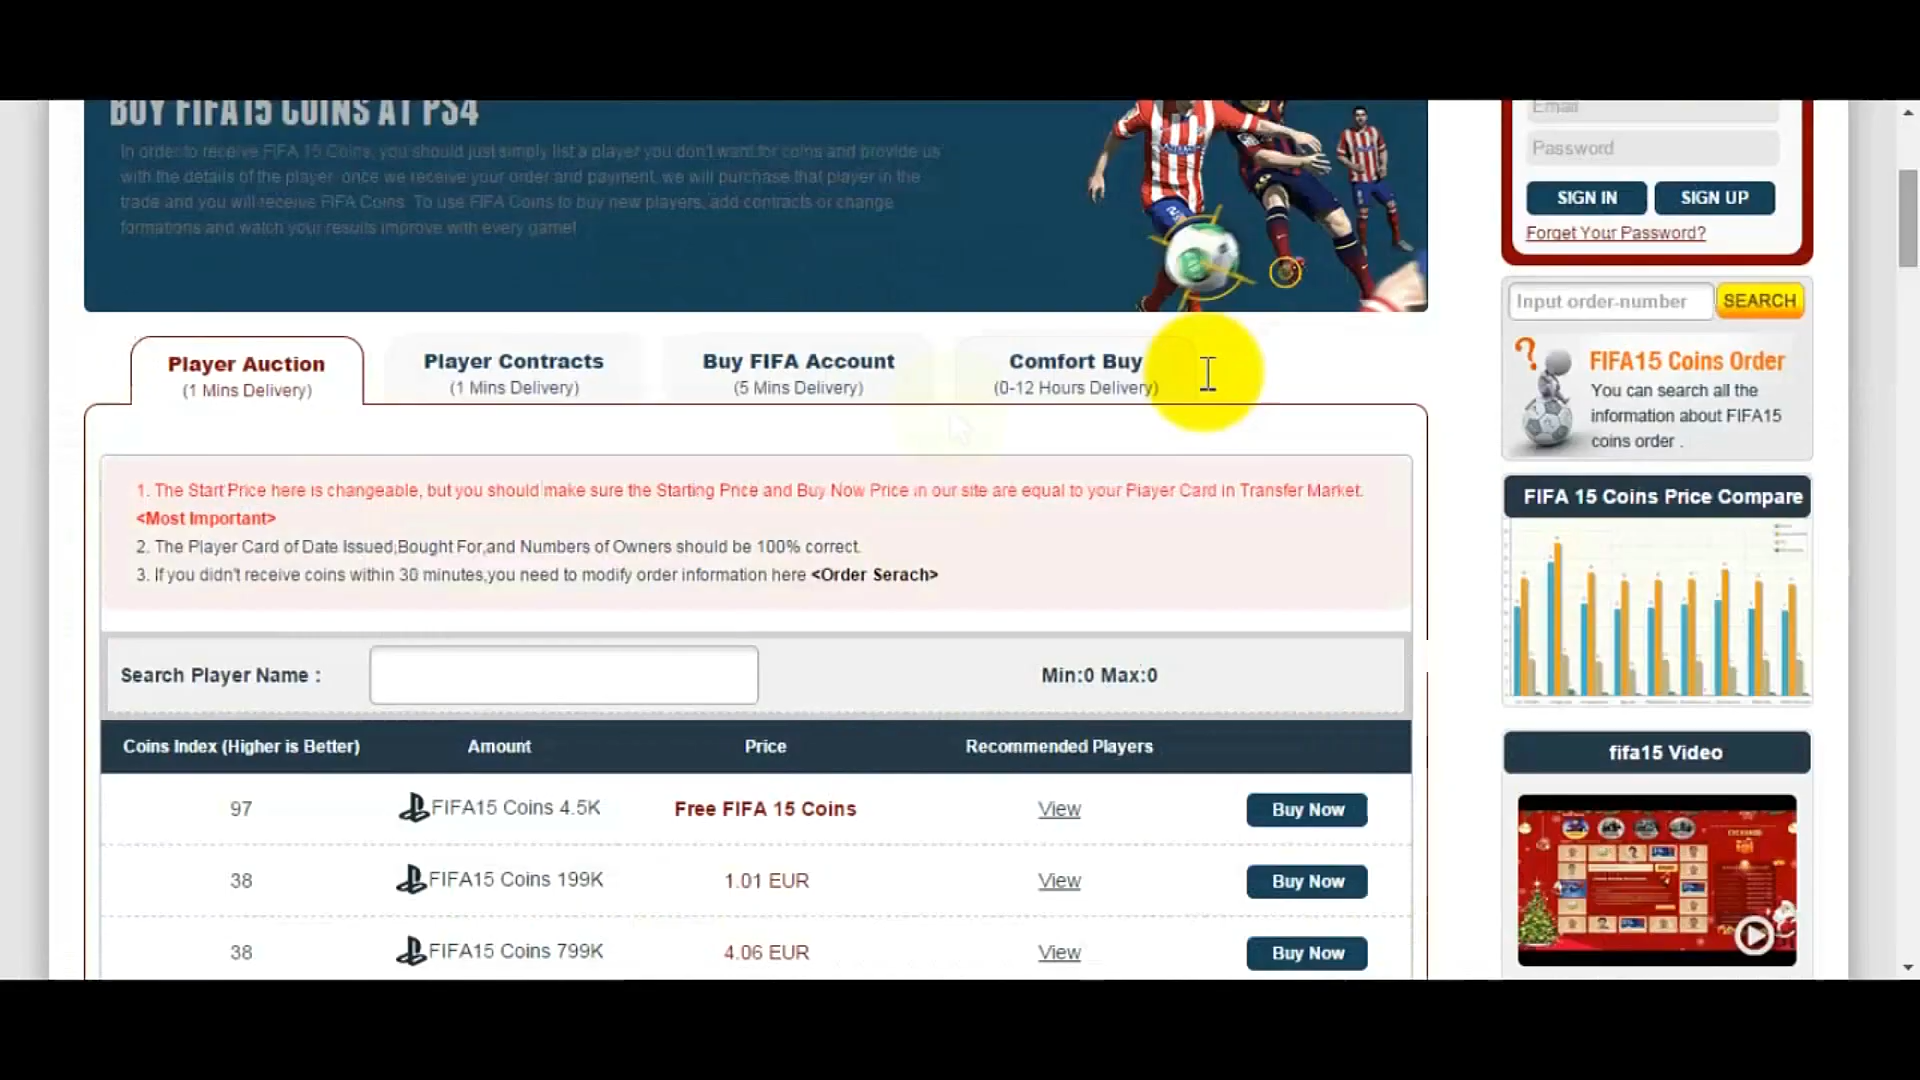 BUY FIFA15 COINS AT PS4
In order to receive FIFA 15 Coins, you should just simply list a player you don't want for coins and provide us
with the details of the player. once we receive your order and payment, we will purchase that player in the
trade and you will receive FIFA Coins. To use FIFA Coins to buy new players, add contracts or change
formations and watch your results improve with every game!
Email
Password
SIGN IN SIGN UP
Forget Your Password?
Input order-number SEARCH
FIFA15 Coins Order
You can search all the
information about FIFA15
coins order .
Player Auction
(1 Mins Delivery)
Player Contracts
(1 Mins Delivery)
Buy FIFA Account
(5 Mins Delivery)
Comfort Buy
(0-12 Hours Delivery)
1. The Start Price here is changeable, but you should make sure the Starting Price and Buy Now Price in our site are equal to your Player Card in Transfer Market.
<Most Important>
2. The Player Card of Date Issued,Bought For,and Numbers of Owners should be 100% correct.
3. If you didn't receive coins within 30 minutes,you need to modify order information here <Order Serach>
Search Player Name : Min:0 Max:0
Coins Index (Higher is Better) Amount Price Recommended Players
97 FIFA15 Coins 4.5K Free FIFA 15 Coins View Buy Now
38 FIFA15 Coins 199K 1.01 EUR View Buy Now
38 FIFA15 Coins 799K 4.06 EUR View Buy Now
FIFA 15 Coins Price Compare
fifa15 Video